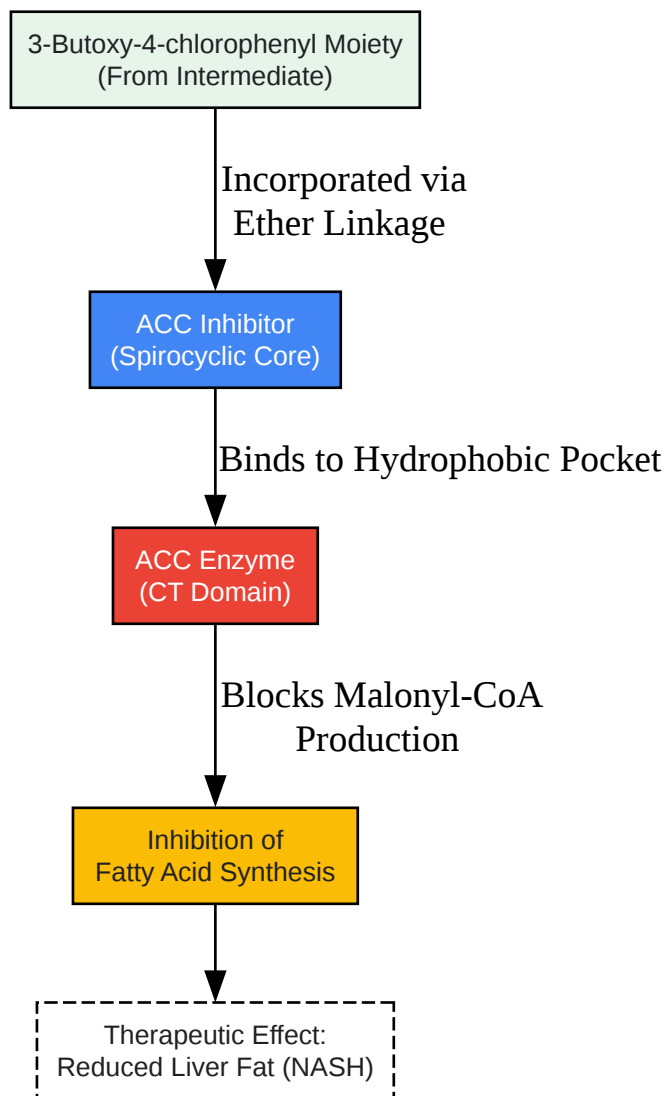 3-Butoxy-4-chlorophenyl Moiety
(From Intermediate)
Incorporated via
Ether Linkage
ACC Inhibitor
(Spirocyclic Core)
Binds to Hydrophobic Pocket
ACC Enzyme
(CT Domain)
Blocks Malonyl-CoA
Production
Inhibition of
Fatty Acid Synthesis
Therapeutic Effect:
Reduced Liver Fat (NASH)